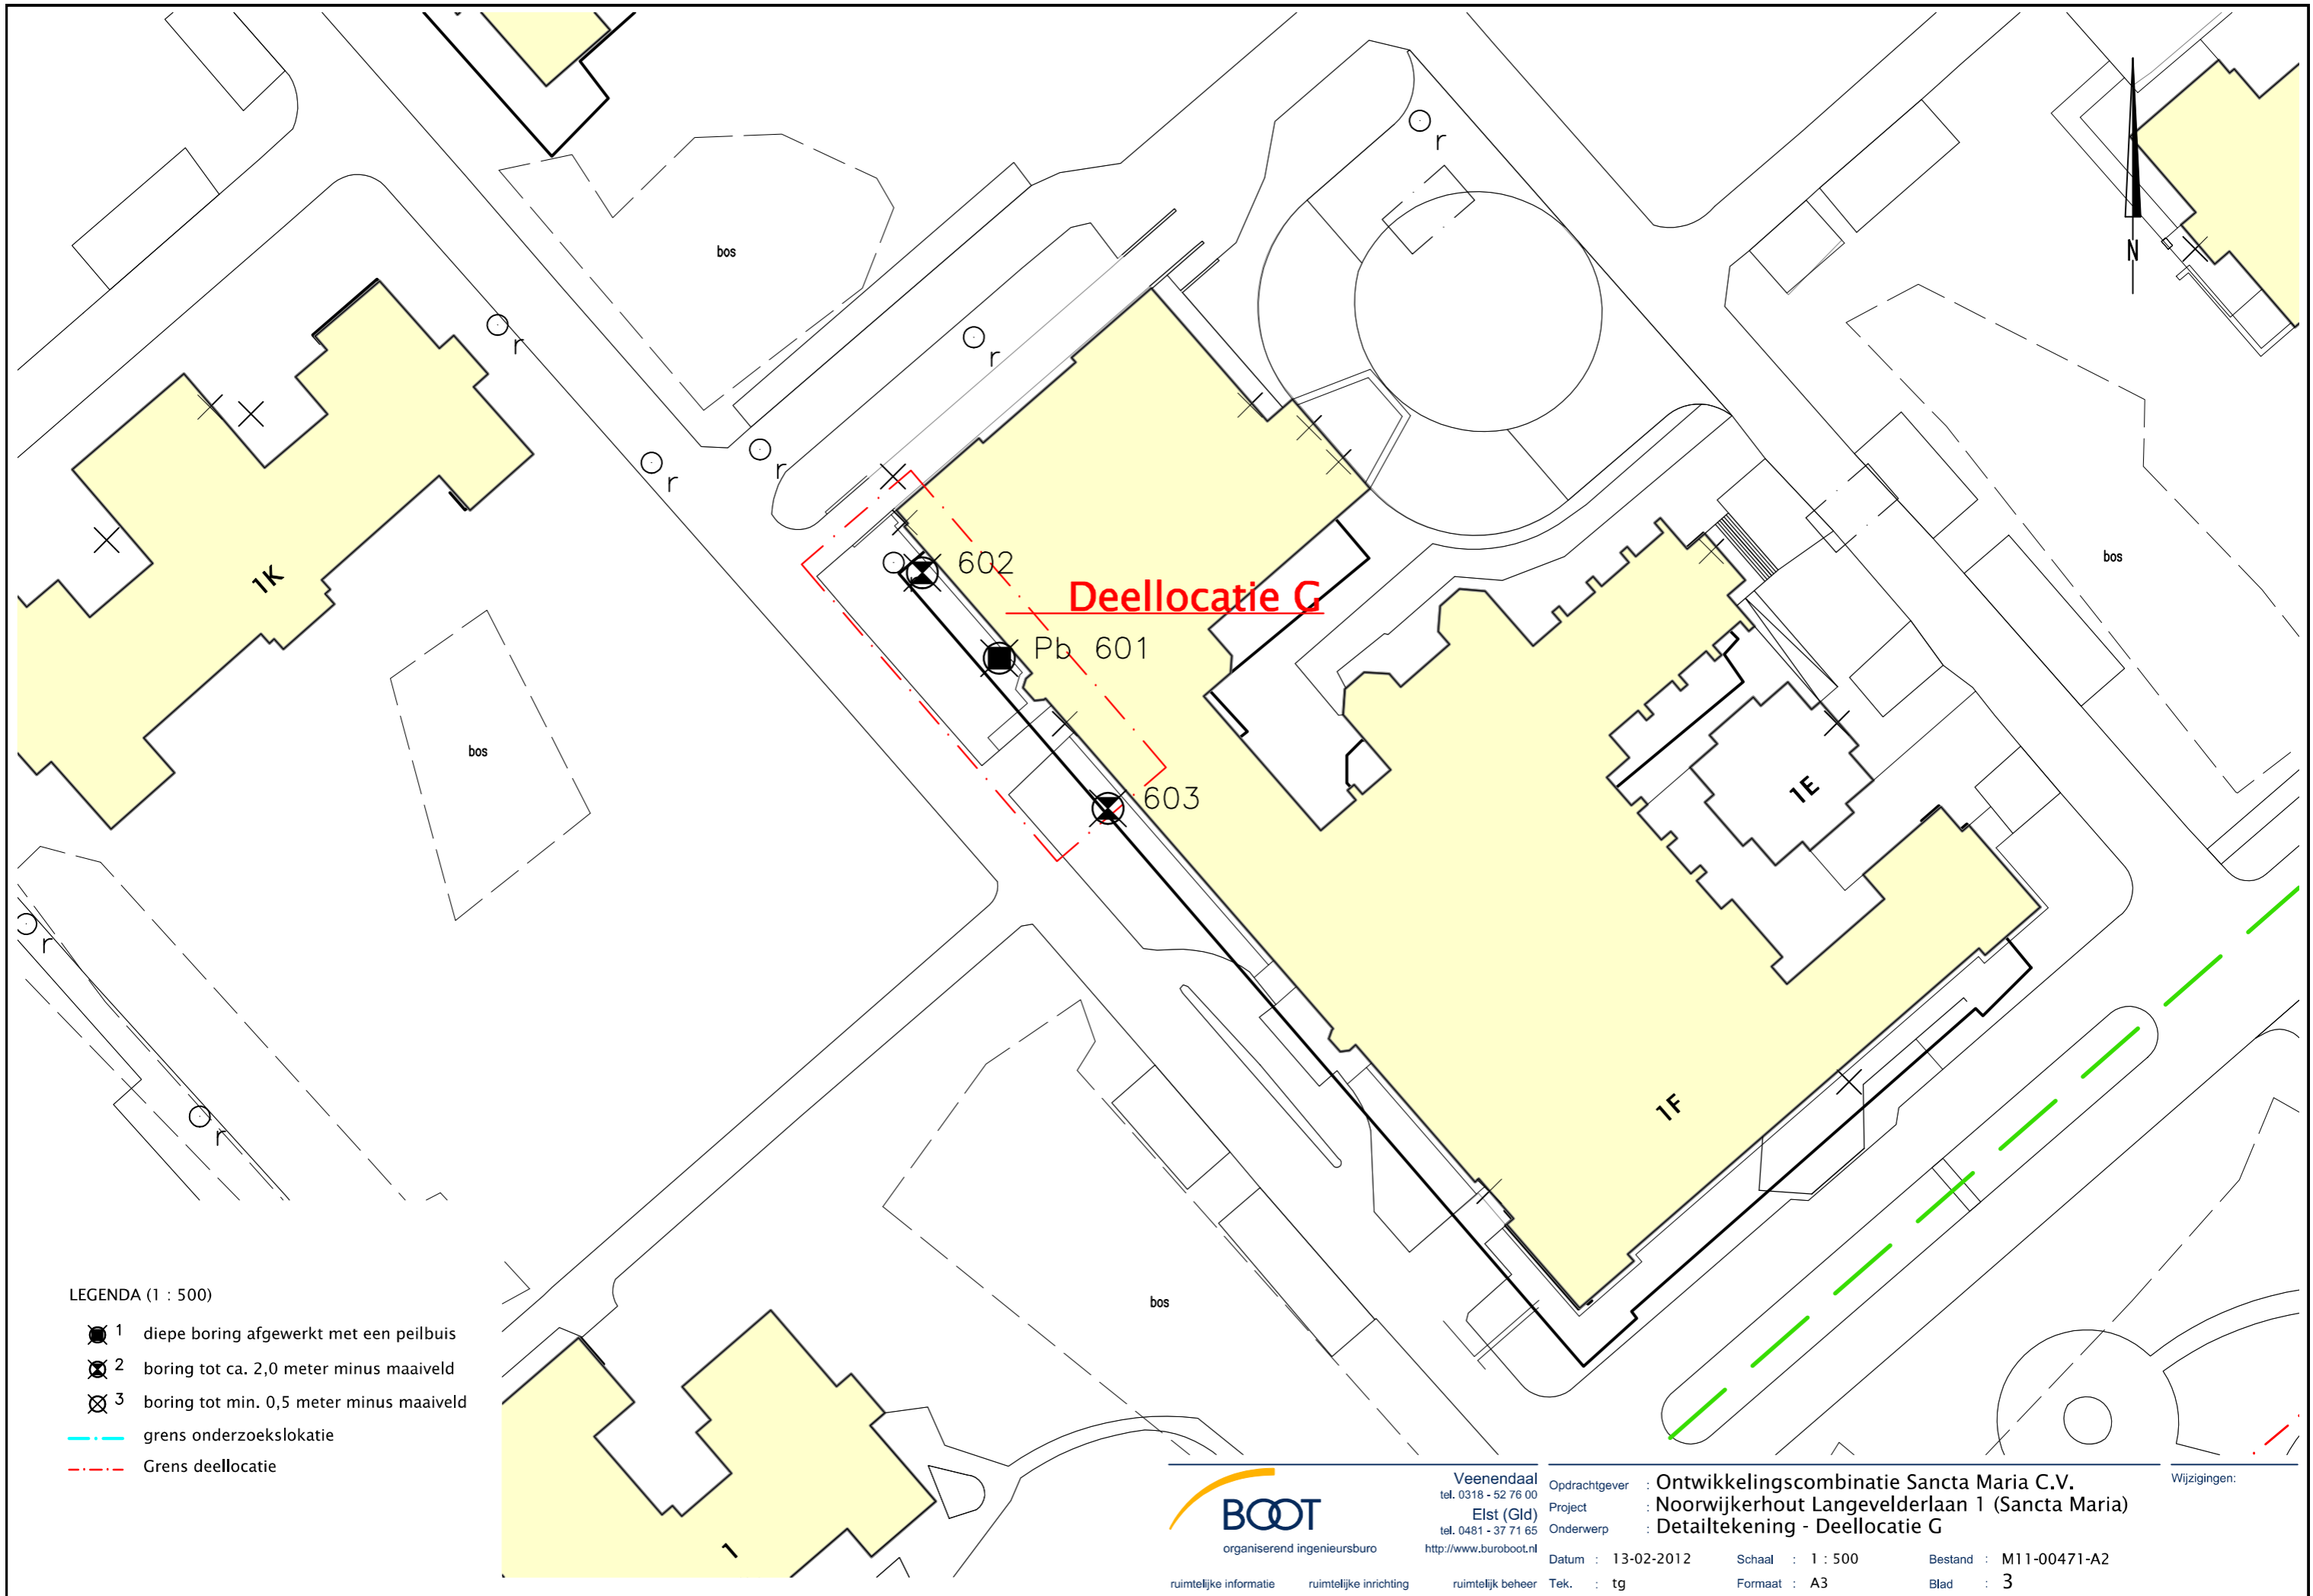 r
N
bos
r
r
r
r
bos
602
Deellocatie G
1K
Pb 601
bos
1E
603
r
1F
r
LEGENDA (1 : 500)
1 diepe boring afgewerkt met een peilbuis
2 boring tot ca. 2,0 meter minus maaiveld
3 boring tot min. 0,5 meter minus maaiveld
grens onderzoekslokatie
Grens deellocatie
bos
1
BOOT
organiserend ingenieursburo
ruimtelijke informatie ruimtelijke inrichting ruimtelijk beheer
Veenendaal
tel. 0318 - 52 76 00
Elst (Gld)
tel. 0481 - 37 71 65
http://www.buroboot.nl
Opdrachtgever : Ontwikkelingscombinatie Sancta Maria C.V.
Project : Noorwijkerhout Langevelderlaan 1 (Sancta Maria)
Onderwerp : Detailtekening - Deellocatie G
Datum : 13-02-2012 Schaal : 1 : 500 Bestand : M11-00471-A2
Tek. : tg Formaat : A3 Blad : 3
Wijzigingen: